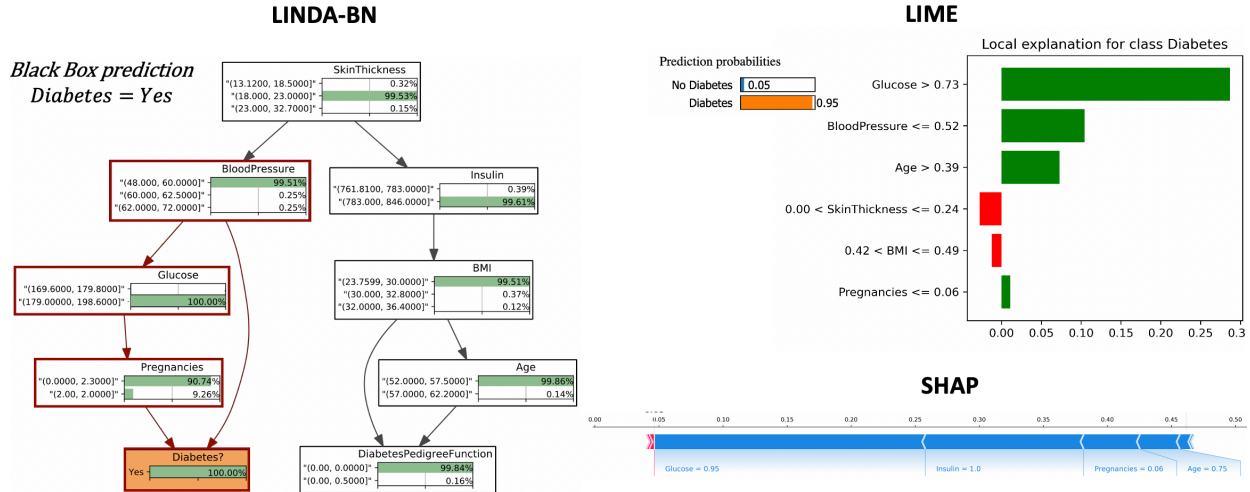 LINDA-BN
Black Box prediction
Diabetes = Yes
SkinThickness
"(13.1200, 18.5000]" 0.32%
"(18.000, 23.0000]" 99.53%
"(23.000, 32.7000]" 0.15%
BloodPressure
"(48.000, 60.0000]" 99.51%
"(60.000, 62.5000]" 0.25%
"(62.0000, 72.0000]" 0.25%
Insulin
"(761.8100, 783.0000]" 0.39%
"(783.000, 846.0000]" 99.61%
Glucose
"(169.6000, 179.8000]"
"(179.00000, 198.6000]" 100.00%
BMI
"(23.7599, 30.0000]" 99.51%
"(30.000, 32.8000]" 0.37%
"(32.0000, 36.4000]" 0.12%
Pregnancies
"(0.0000, 2.3000]" 90.74%
"(2.00, 2.0000]" 9.26%
Age
"(52.0000, 57.5000]" 99.86%
"(57.0000, 62.2000]" 0.14%
Diabetes?
Yes 100.00%
DiabetesPedigreeFunction
"(0.00, 0.0000]" 99.84%
"(0.00, 0.5000]" 0.16%
LIME
Prediction probabilities
No Diabetes 0.05
Diabetes 0.95
Local explanation for class Diabetes
Glucose > 0.73
BloodPressure <= 0.52
Age > 0.39
0.00 < SkinThickness <= 0.24
0.42 < BMI <= 0.49
Pregnancies <= 0.06
0.00 0.05 0.10 0.15 0.20 0.25 0.3
SHAP
0.00 0.05 0.10 0.15 0.20 0.25 0.30 0.35 0.40 0.45 0.50
Glucose = 0.95 Insulin = 1.0 Pregnancies = 0.06 Age = 0.75